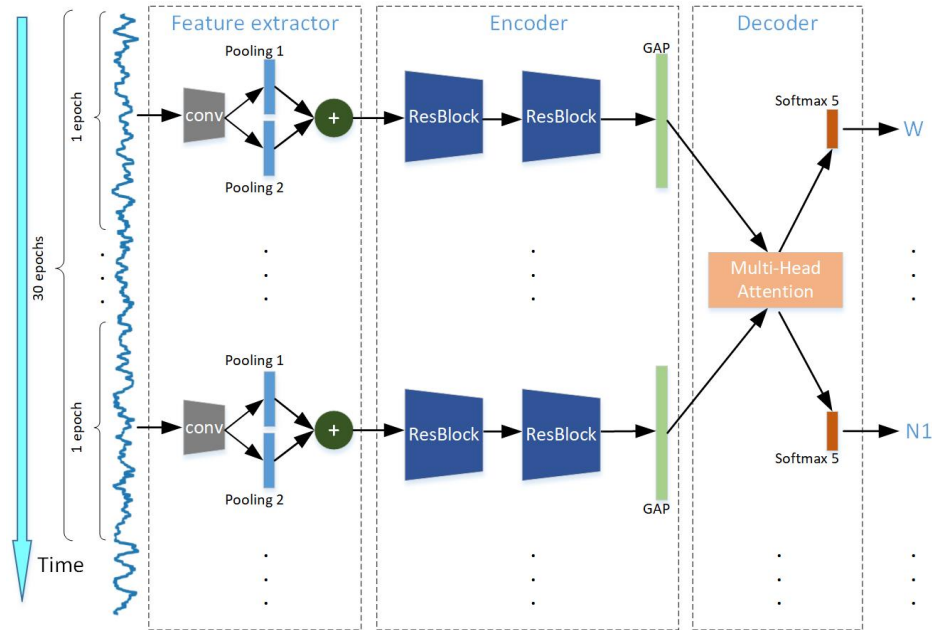 Feature extractor
Encoder
Decoder
Pooling 1
GAP
1 epoch
conv
+
ResBlock
ResBlock
Softmax 5
W
Pooling 2
30 epochs
Multi-Head
Attention
Pooling 1
1 epoch
conv
+
ResBlock
ResBlock
N1
Softmax 5
Pooling 2
GAP
Time